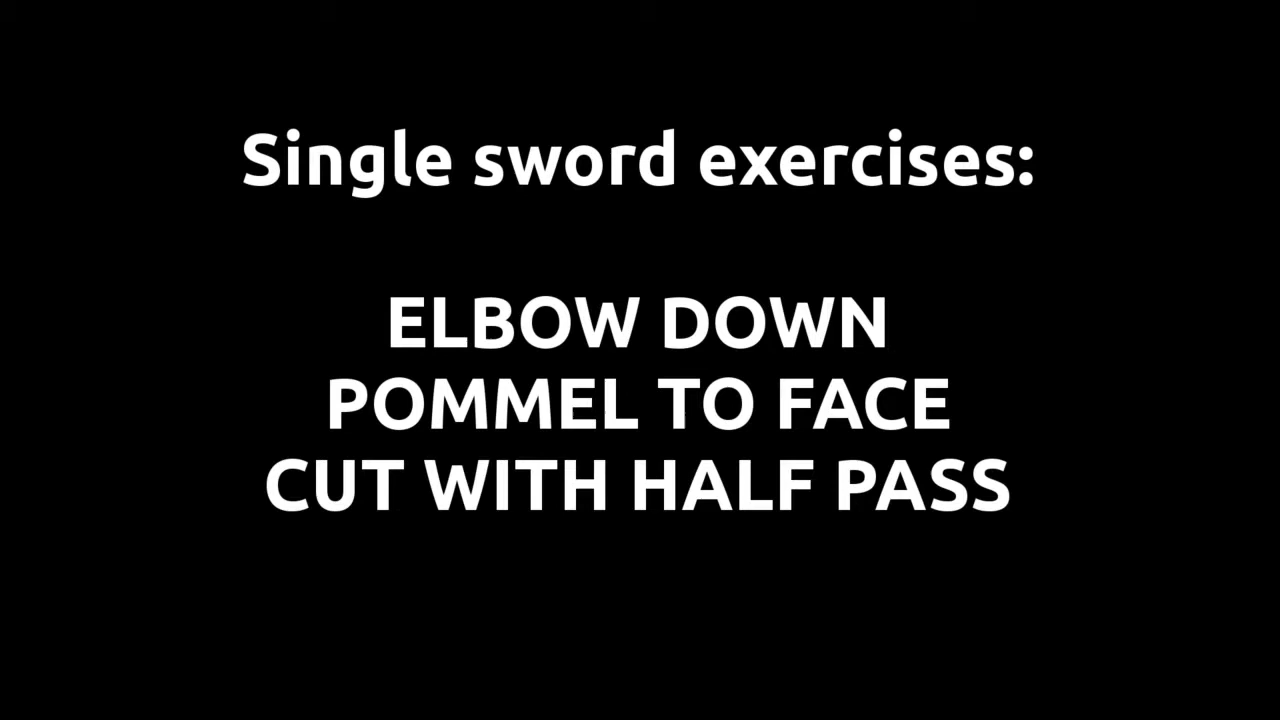 Single sword exercises:
ELBOW DOWN
POMMEL TO FACE
CUT WITH HALF PASS